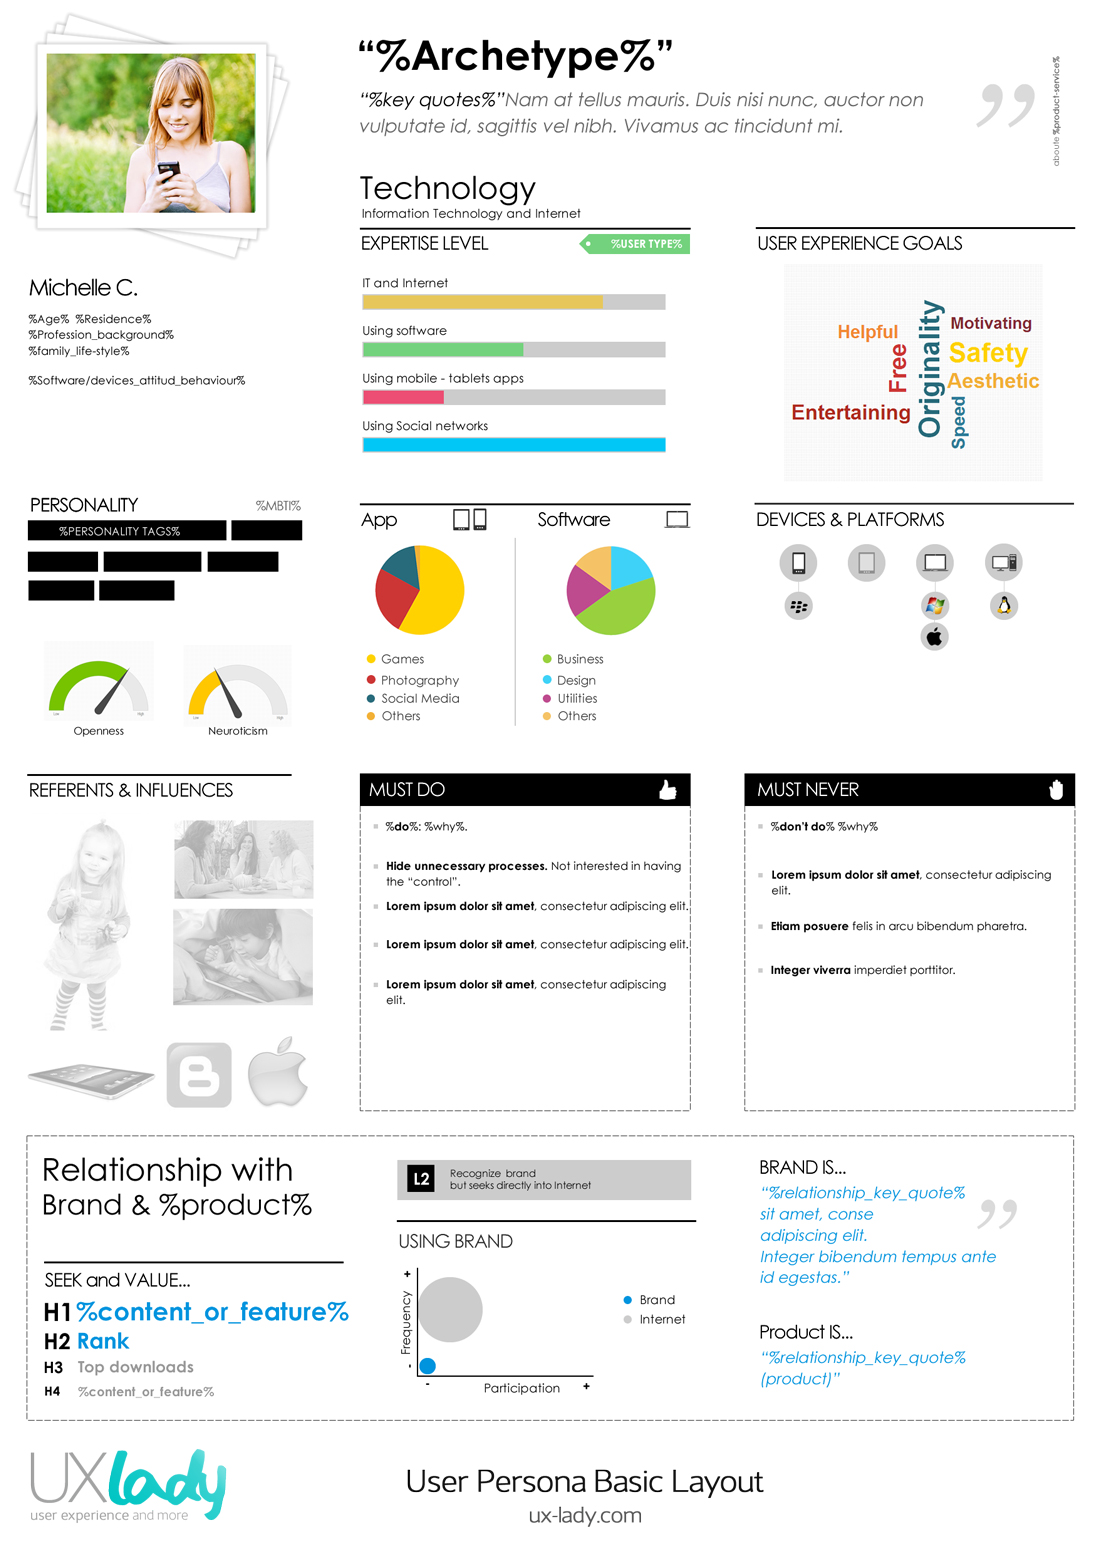 “%Archetype%”
“%key quotes%”Nam at tellus mauris. Duis nisi nunc, auctor non
vulputate id, sagittis vel nibh. Vivamus ac tincidunt mi.
”
aboute %product-service%
Michelle C.
%Age%  %Residence%
%Profession_background%
%family_life-style%
%Software/devices_attitud_behaviour%
Technology
Information Technology and Internet
EXPERTISE LEVEL
%USER TYPE%
IT and Internet
Using software
Using mobile - tablets apps
Using Social networks
USER EXPERIENCE GOALS
Helpful
Free
Originality
Motivating
Safety
Aesthetic
Entertaining
Speed
PERSONALITY
%MBTI%
%PERSONALITY TAGS%
Low
High
Openness
Low
High
Neuroticism
App
Games
Photography
Social Media
Others
Software
Business
Design
Utilities
Others
DEVICES & PLATFORMS
REFERENTS & INFLUENCES
MUST DO
%do%: %why%.
Hide unnecessary processes. Not interested in having
the “control”.
Lorem ipsum dolor sit amet, consectetur adipiscing elit.
Lorem ipsum dolor sit amet, consectetur adipiscing elit.
Lorem ipsum dolor sit amet, consectetur adipiscing
elit.
MUST NEVER
%don't do% %why%
Lorem ipsum dolor sit amet, consectetur adipiscing
elit.
Etiam posuere felis in arcu bibendum pharetra.
Integer viverra imperdiet porttitor.
Relationship with
Brand & %product%
SEEK and VALUE...
H1 %content_or_feature%
H2 Rank
H3 Top downloads
H4 %content_or_feature%
L2
Recognize  brand
but seeks directly into Internet
USING BRAND
+
Frequency
-
-
Participation
+
Brand
Internet
BRAND IS...
“%relationship_key_quote%
sit amet, conse
adipiscing elit.
Integer bibendum tempus ante
id egestas.”
”
Product IS...
“%relationship_key_quote%
(product)”
UXlady
user experience and more
User Persona Basic Layout
ux-lady.com